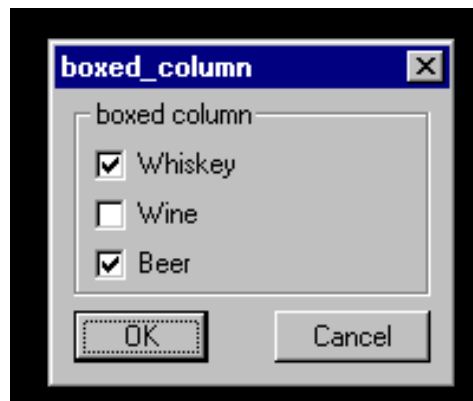 boxed_column
boxed column
Whiskey
Wine
Beer
OK Cancel